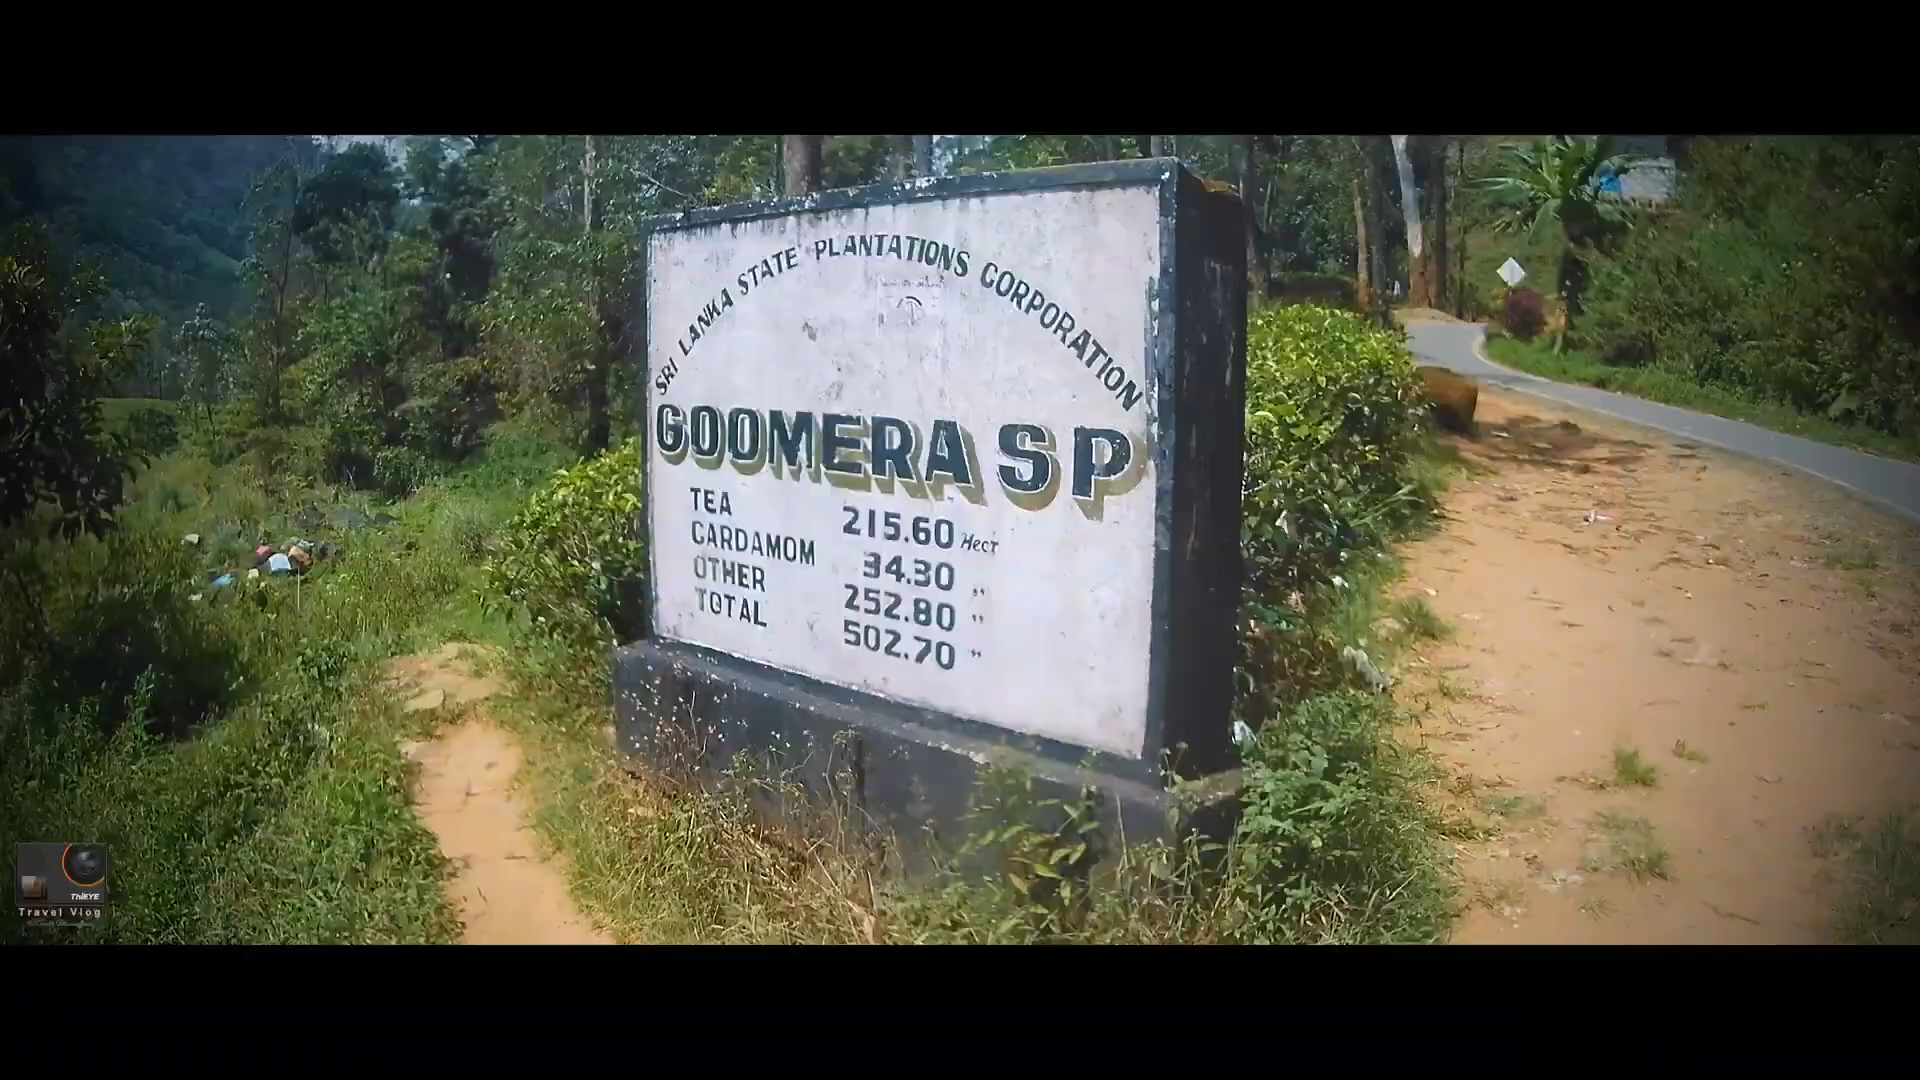 SRI LANKA STATE PLANTATIONS CORPORATION
GOOMERA S P
TEA 215.60 Hect
CARDAMOM 34.30 "
OTHER 252.80 "
TOTAL 502.70 "
ThiEYE
Travel Vlog